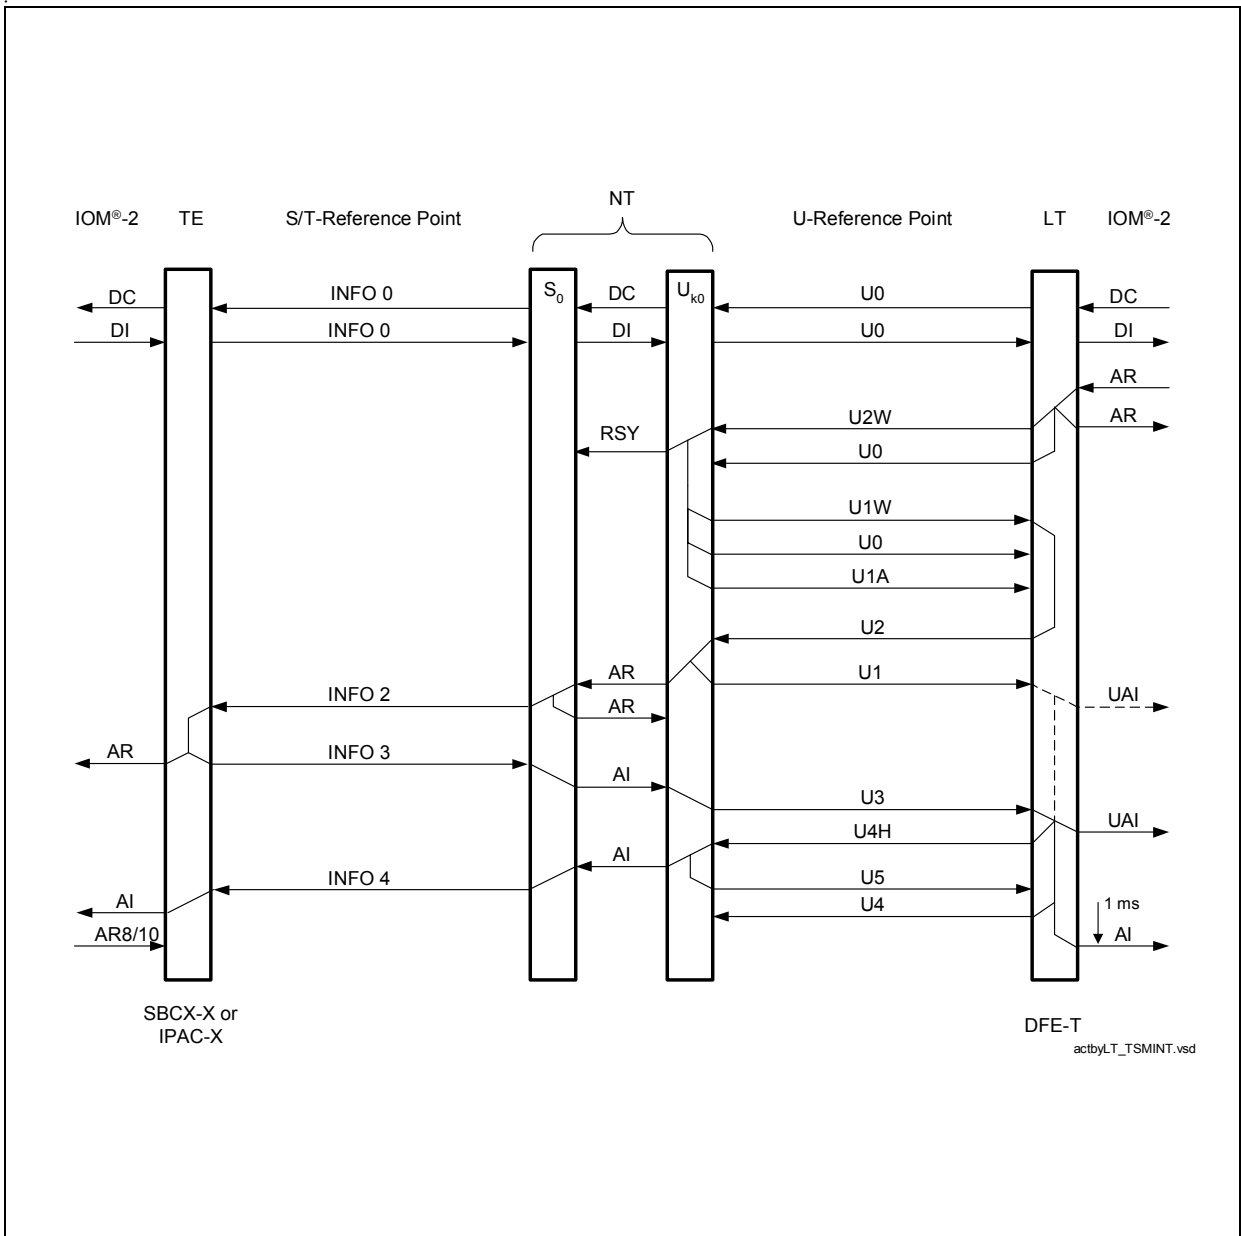 NT
IOM®-2 TE S/T-Reference Point U-Reference Point LT IOM®-2
S0 Uk0
DC INFO 0 DC U0 DC
DI INFO 0 DI U0 DI
AR
U2W AR
RSY
U0
U1W
U0
U1A
U2
AR U1
INFO 2 AR UAI
AR INFO 3
AI
U3
U4H UAI
AI
INFO 4 U5
AI U4 1 ms
AR8/10 AI
SBCX-X or
IPAC-X
DFE-T
actbyLT_TSMINT.vsd